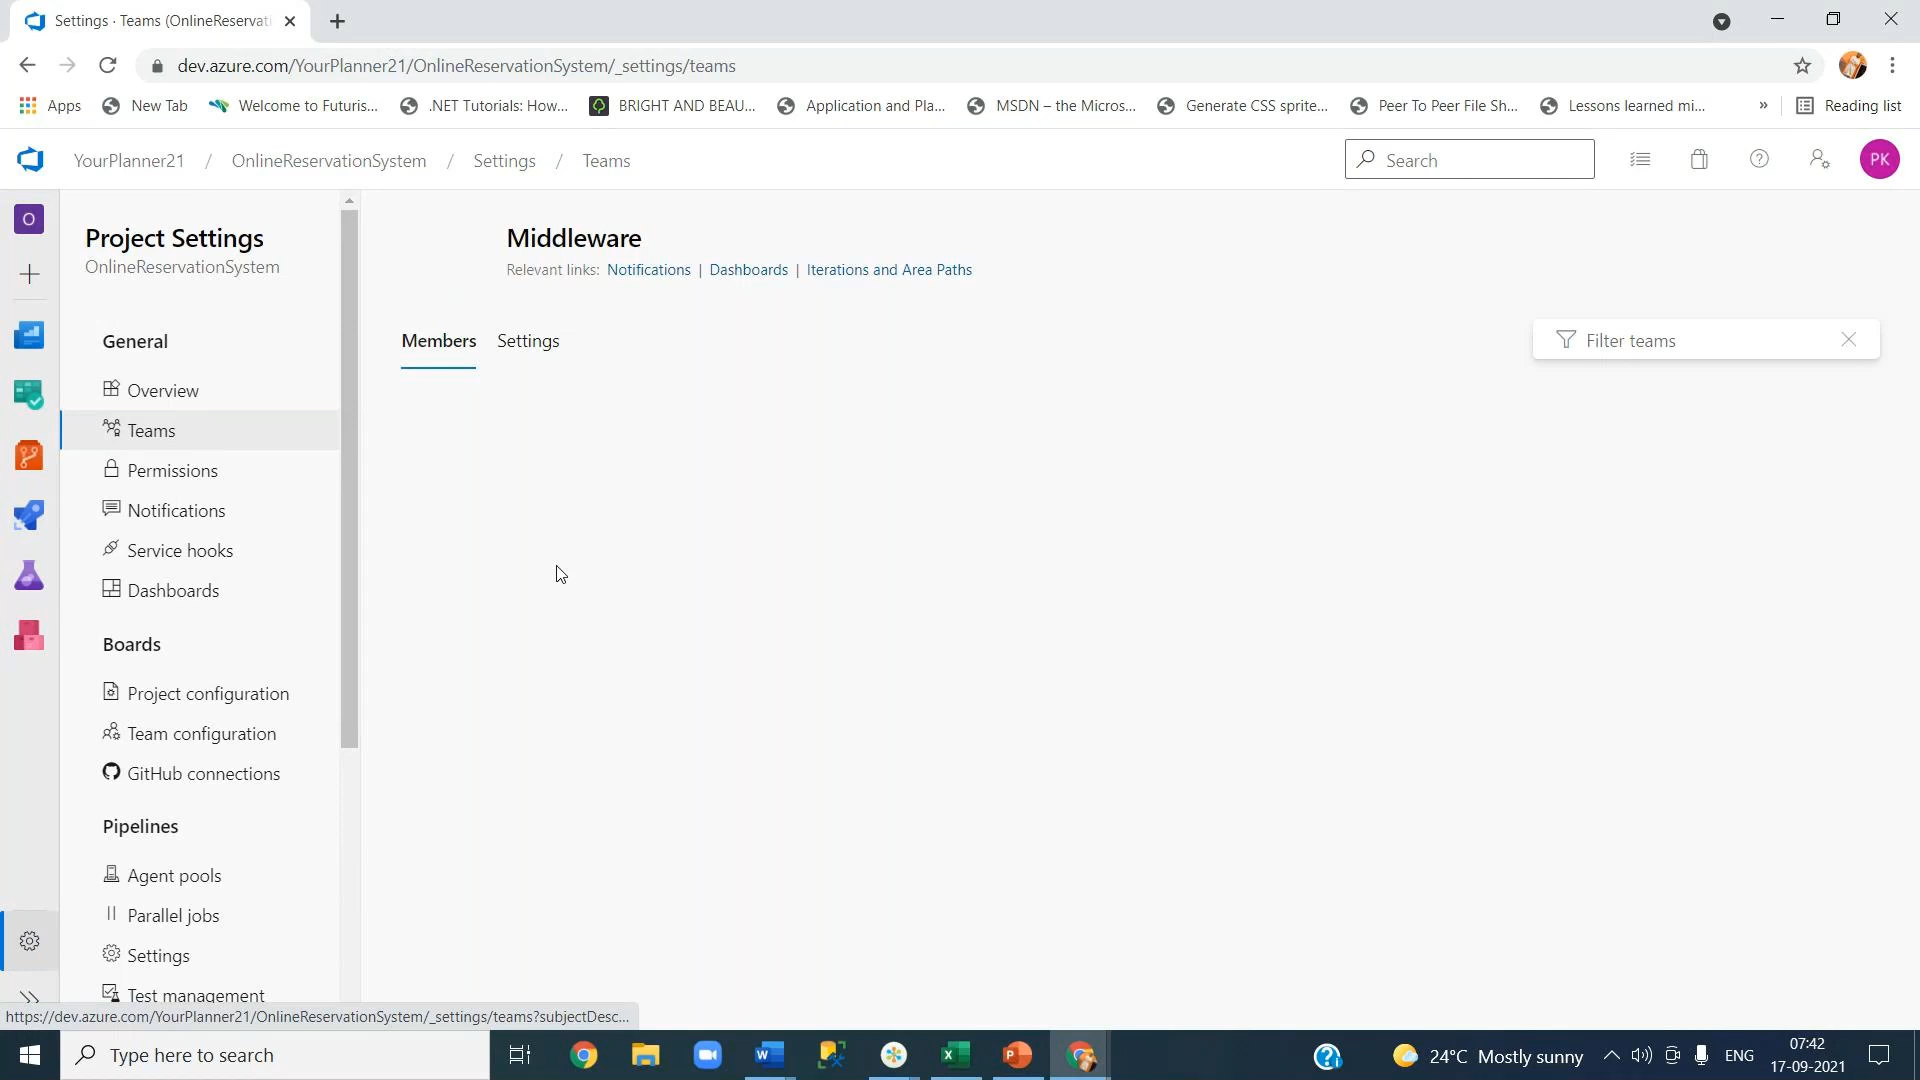 Settings · Teams (OnlineReservati
dev.azure.com/YourPlanner21/OnlineReservationSystem/_settings/teams
Apps
New Tab
Welcome to Futuris...
.NET Tutorials: How...
BRIGHT AND BEAU...
Application and Pla...
MSDN – the Micros...
Generate CSS sprite...
Peer To Peer File Sh...
Lessons learned mi...
»
Reading list
YourPlanner21 / OnlineReservationSystem / Settings / Teams
Search
PK
O
Project Settings
OnlineReservationSystem
General
Overview
Teams
Permissions
Notifications
Service hooks
Dashboards
Boards
Project configuration
Team configuration
GitHub connections
Pipelines
Agent pools
Parallel jobs
Settings
Test management
Middleware
Relevant links: Notifications | Dashboards | Iterations and Area Paths
Members
Settings
Filter teams
https://dev.azure.com/YourPlanner21/OnlineReservationSystem/_settings/teams?subjectDesc...
Type here to search
24°C Mostly sunny
ENG
07:42
17-09-2021